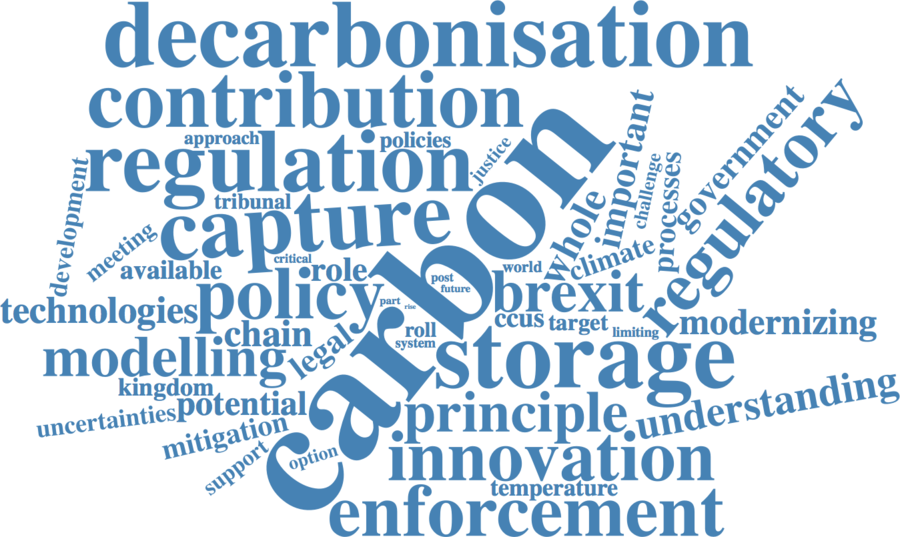 decarbonisation
contribution
approach
policies
regulation
justice
important
government
regulatory
development
tribunal
capture
carbon
whole
challenge
processes
meeting
available
critical
role
climate
world
post
future
policy
part
rise
brexit
technologies
chain
legal
roll
system
ccus
target
limiting
modernizing
modelling
storage
kingdom
potential
uncertainties
principle
understanding
mitigation
support
option
innovation
temperature
enforcement